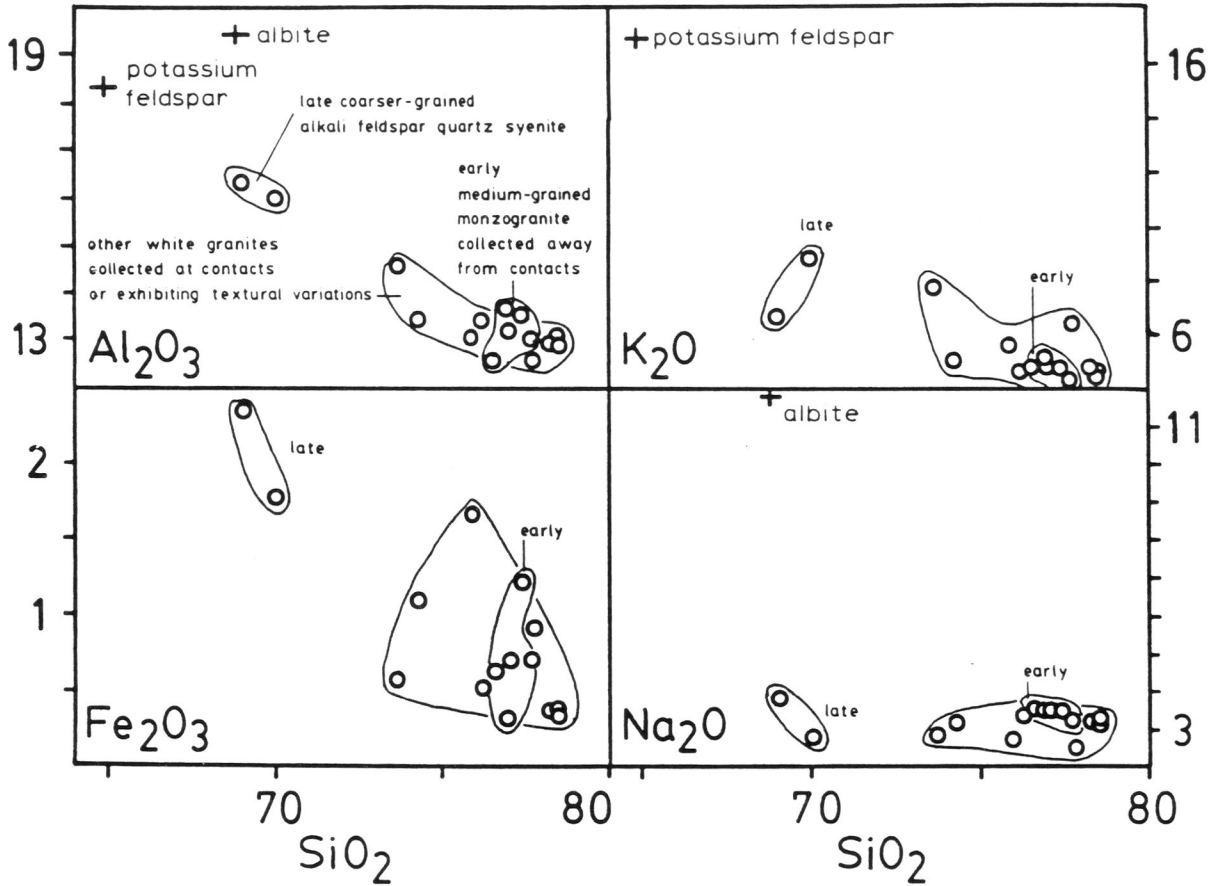 19
albite
potassium
feldspar
late coarser-grained
alkali feldspar quartz syenite
early
medium-grained
monzogranite
collected away
from contacts
other white granites
collected at contacts
or exhibiting textural variations
13
Al₂O₃
potassium feldspar
16
late
early
6
K₂O
2
late
early
1
Fe₂O₃
albite
11
early
late
3
Na₂O
70
80
SiO₂
70
80
SiO₂